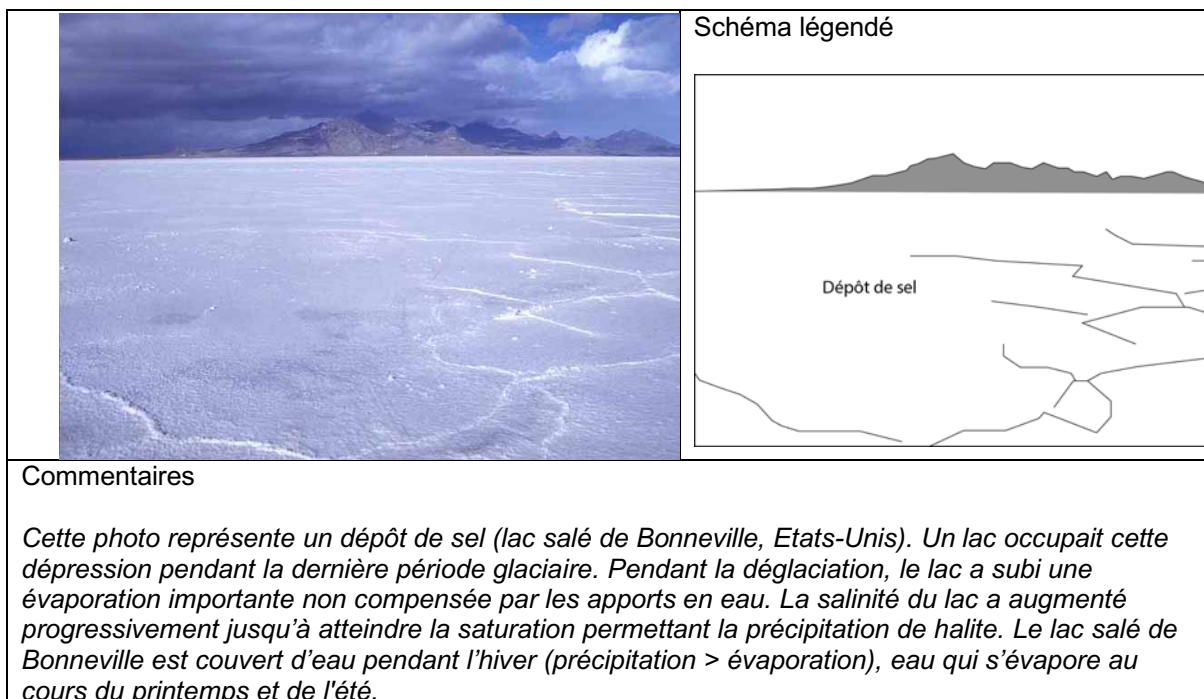 Schéma légendé
Dépôt de sel
Commentaires
Cette photo représente un dépôt de sel (lac salé de Bonneville, Etats-Unis). Un lac occupait cette
dépression pendant la dernière période glaciaire. Pendant la déglaciation, le lac a subi une
évaporation importante non compensée par les apports en eau. La salinité du lac a augmenté
progressivement jusqu’à atteindre la saturation permettant la précipitation de halite. Le lac salé de
Bonneville est couvert d’eau pendant l’hiver (précipitation > évaporation), eau qui s’évapore au
cours du printemps et de l'été.